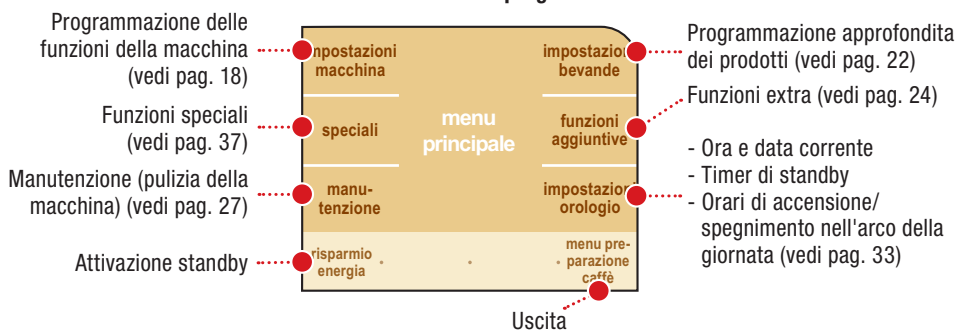 Programmazione delle
funzioni della macchina
(vedi pag. 18)
Funzioni speciali
(vedi pag. 37)
Manutenzione (pulizia della
macchina) (vedi pag. 27)
Attivazione standby
mpostazioni
macchina
speciali
manu-
tenzione
risparmio
energia
menu
principale
impostazioni
bevande
funzioni
aggiuntive
impostazioni
orologio
menu pre-
parazione
caffè
Programmazione approfondita
dei prodotti (vedi pag. 22)
Funzioni extra (vedi pag. 24)
- Ora e data corrente
- Timer di standby
- Orari di accensione/
spegnimento nell'arco della
giornata (vedi pag. 33)
Uscita